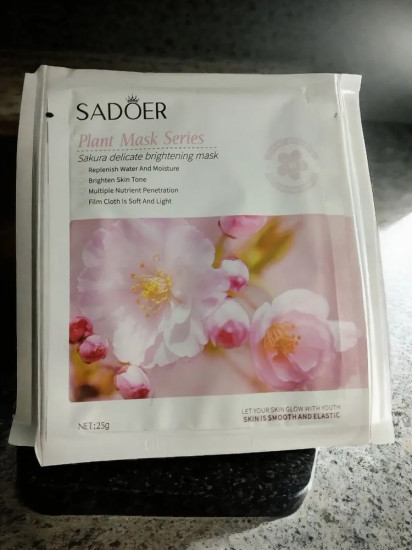 SADOER
Plant Mask Series
Sakura delicate brightening mask
Replenish Water And Moisture
Brighten Skin Tone
Multiple Nutrient Penetration
Film Cloth Is Soft And Light
LET YOUR SKIN GLOW WITH YOUTH
SKIN IS SMOOTH AND ELASTIC
NET:25g